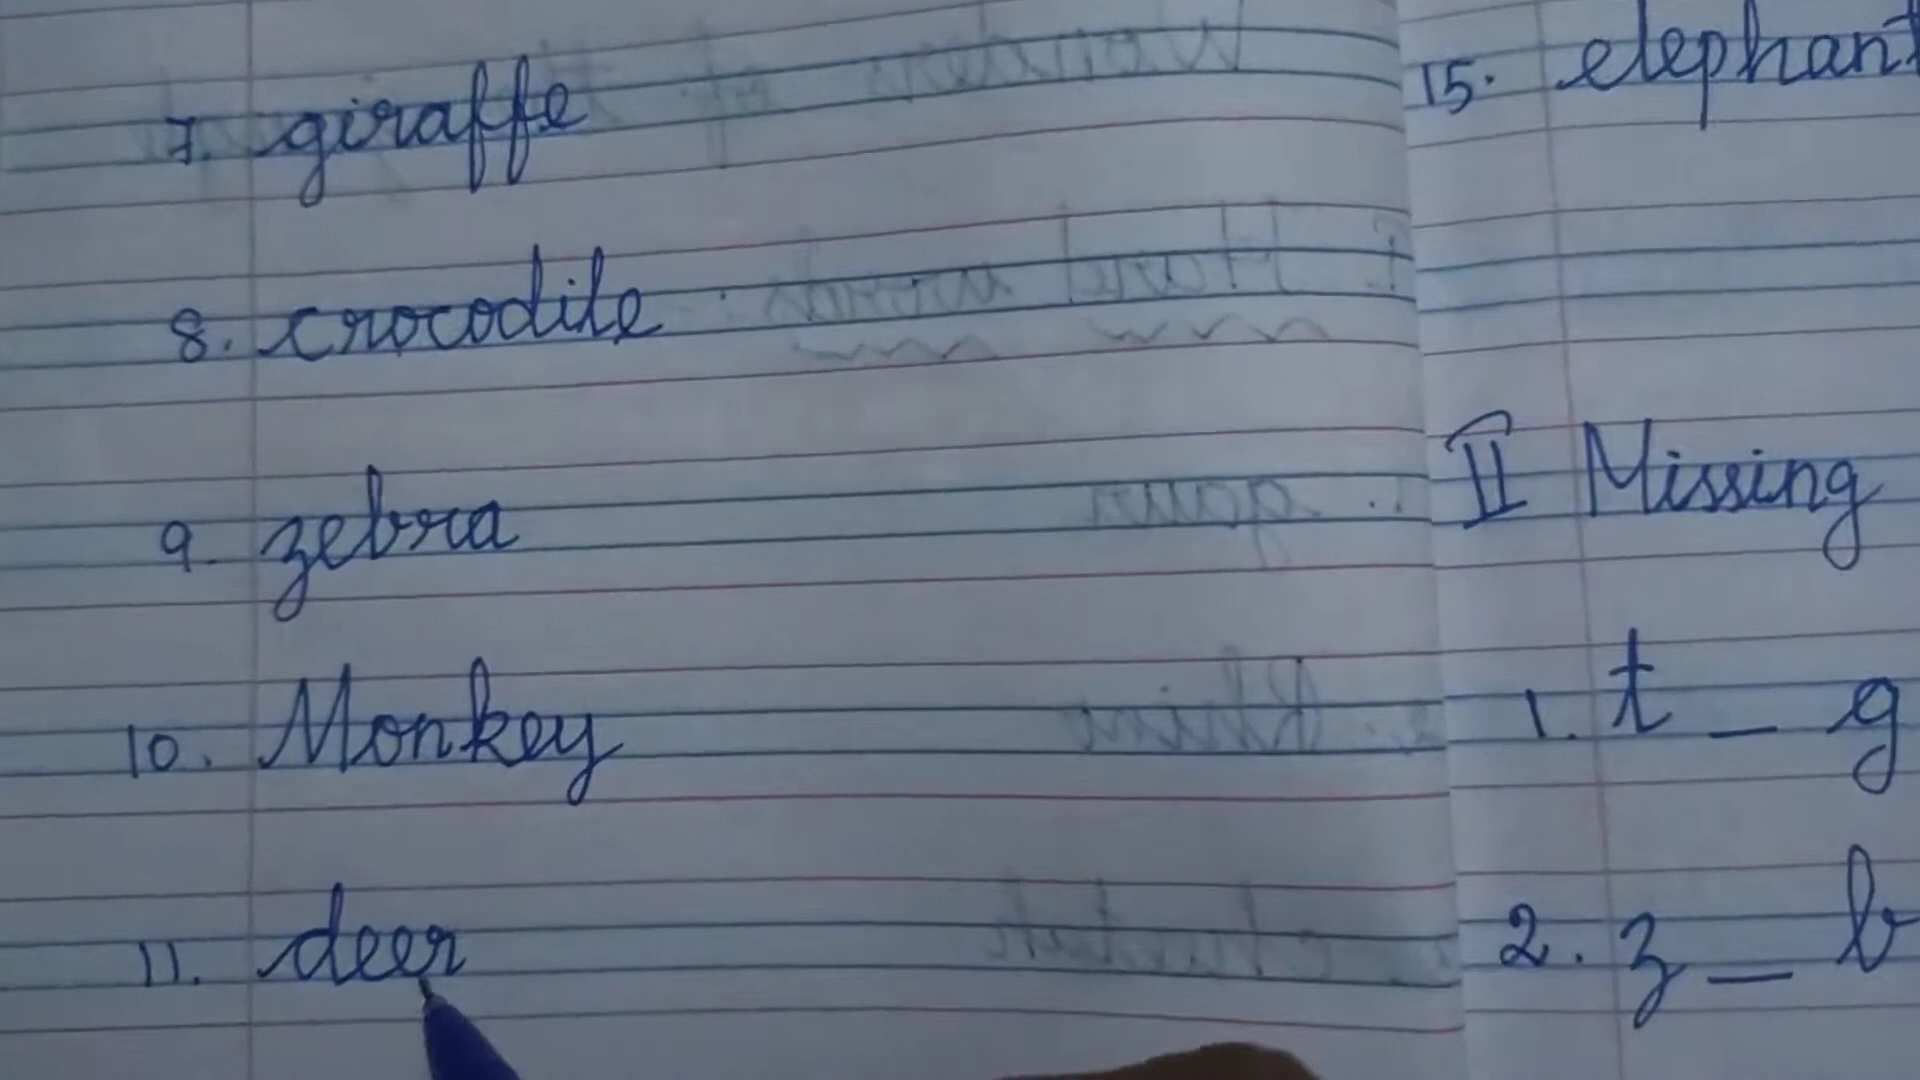 7. giraffe
8. crocodile
9. zebra
10. Monkey
11. deer
15. elephant
II Missing
1. t _ g
2. z _ b